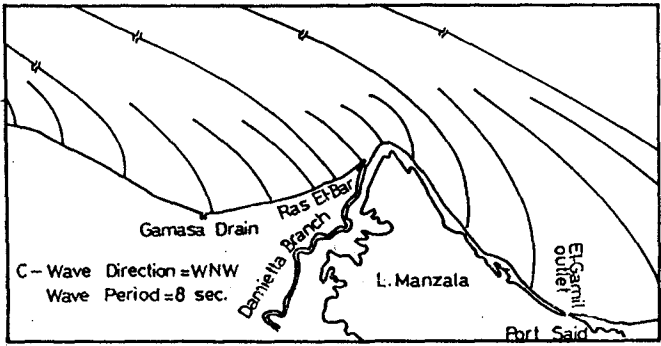 Gamasa Drain
Ras El-Bar
Damietta Branch
C- Wave Direction = WNW
Wave Period = 8 sec.
L. Manzala
El-Gamil
outlet
Port Said